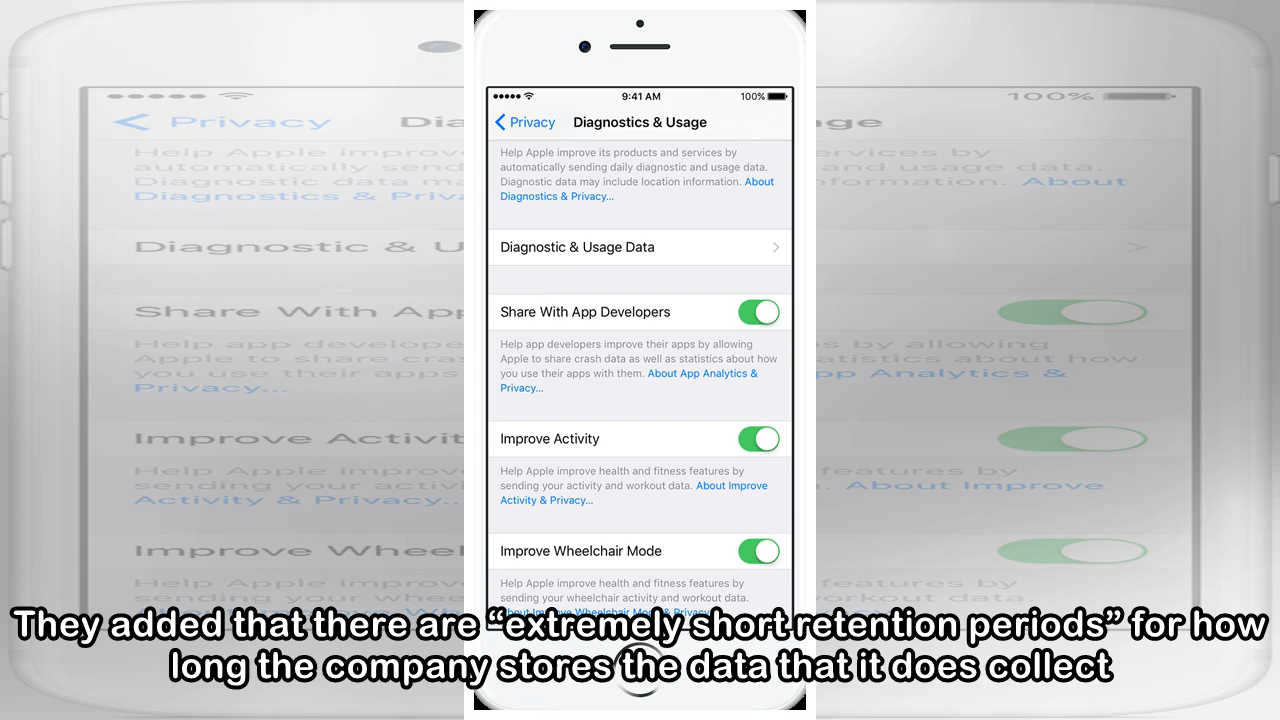 9:41 AM 100%
Privacy Diagnostics & Usage
Help Apple improve its products and services by
automatically sending daily diagnostic and usage data.
Diagnostic data may include location information. About
Diagnostics & Privacy...
Diagnostic & Usage Data
Share With App Developers
Help app developers improve their apps by allowing
Apple to share crash data as well as statistics about how
you use their apps with them. About App Analytics &
Privacy...
Improve Activity
Help Apple improve health and fitness features by
sending your activity and workout data. About Improve
Activity & Privacy...
Improve Wheelchair Mode
Help Apple improve health and fitness features by
sending your wheelchair activity and workout data.
About Improve Wheelchair Mode & Privacy
They added that there are “extremely short retention periods” for how
long the company stores the data that it does collect